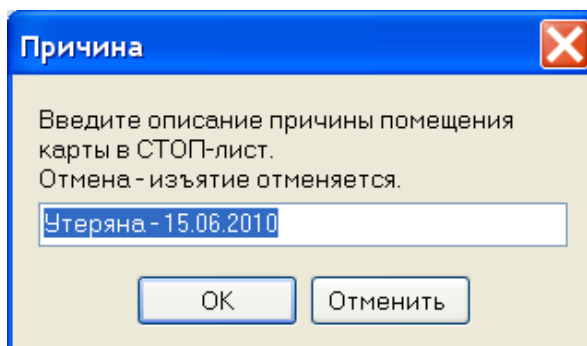 Причина
Введите описание причины помещения
карты в СТОП-лист.
Отмена - изъятие отменяется.
Утеряна - 15.06.2010
OK
Отменить